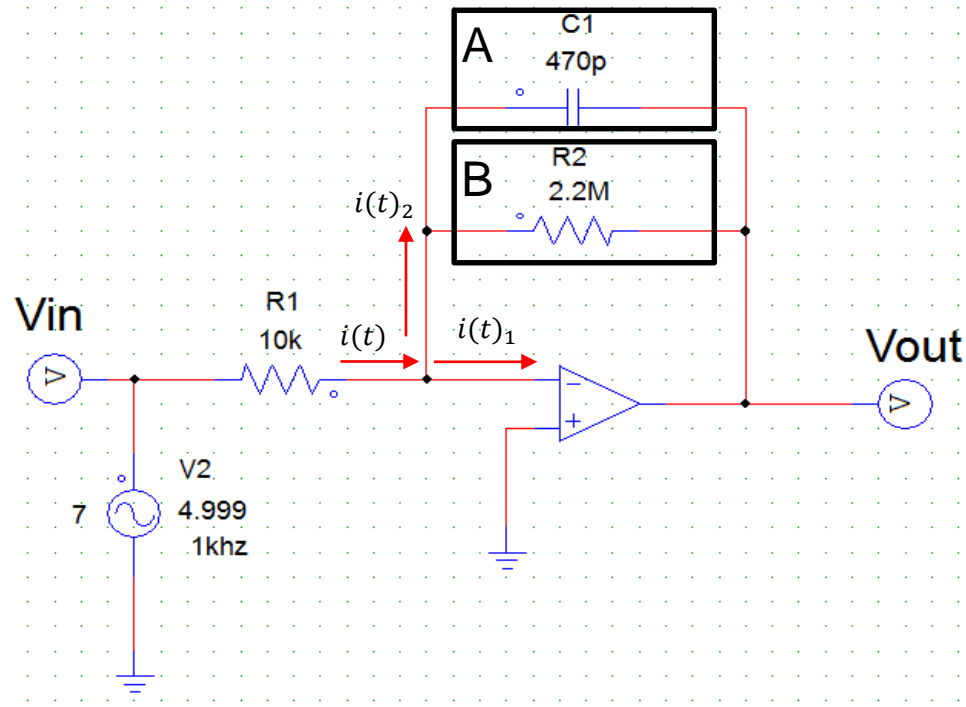 A
C1
470p
B
R2
2.2M
i(t)₂
Vin
R1
10k
i(t)
i(t)₁
Vout
V
V
−
+
V2
7
4.999
1khz